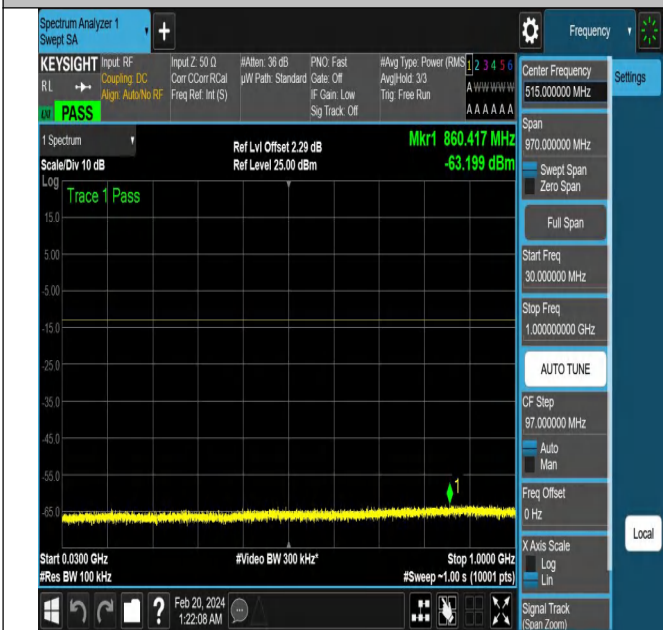 Spectrum Analyzer 1
Swept SA
+
Frequency
KEYSIGHT
RL
LNI PASS
Input: RF
Coupling: DC
Align: Auto/No RF
Input Z: 50 Ω
Corr CCorr RCal
Freq Ref: Int (S)
#Atten: 36 dB
µW Path: Standard
PNO: Fast
Gate: Off
IF Gain: Low
Sig Track: Off
#Avg Type: Power (RMS
Avg|Hold: 3/3
Trig: Free Run
1 2 3 4 5 6
A W W W W W
A A A A A A
1 Spectrum
Scale/Div 10 dB
Log
Ref Lvl Offset 2.29 dB
Ref Level 25.00 dBm
Mkr1 860.417 MHz
-63.199 dBm
Trace 1 Pass
15.0
5.00
-5.00
-15.0
-25.0
-35.0
-45.0
-55.0
-65.0
1
Start 0.0300 GHz
#Res BW 100 kHz
#Video BW 300 kHz*
Stop 1.0000 GHz
#Sweep ~1.00 s (10001 pts)
?
Feb 20, 2024
1:22:08 AM
Center Frequency
515.000000 MHz
Settings
Span
970.000000 MHz
Swept Span
Zero Span
Full Span
Start Freq
30.000000 MHz
Stop Freq
1.000000000 GHz
AUTO TUNE
CF Step
97.000000 MHz
Auto
Man
Freq Offset
0 Hz
Local
X Axis Scale
Log
Lin
Signal Track
(Span Zoom)